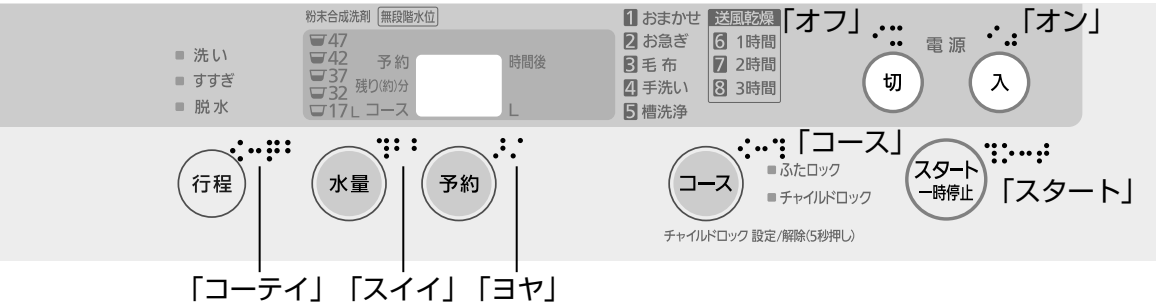 粉末合成洗剤 無段階水位
47
42
37
32
17L
予約
残り(約)分
コース
時間後
L
洗い
すすぎ
脱水
1 おまかせ
2 お急ぎ
3 毛布
4 手洗い
5 槽洗浄
送風乾燥
6 1時間
7 2時間
8 3時間
「オフ」
切
電源
「オン」
入
行程
水量
予約
コース
「コース」
ふたロック
チャイルドロック
チャイルドロック 設定/解除(5秒押し)
スタート
一時停止
「スタート」
「コーテイ」
「スイイ」
「ヨヤ」